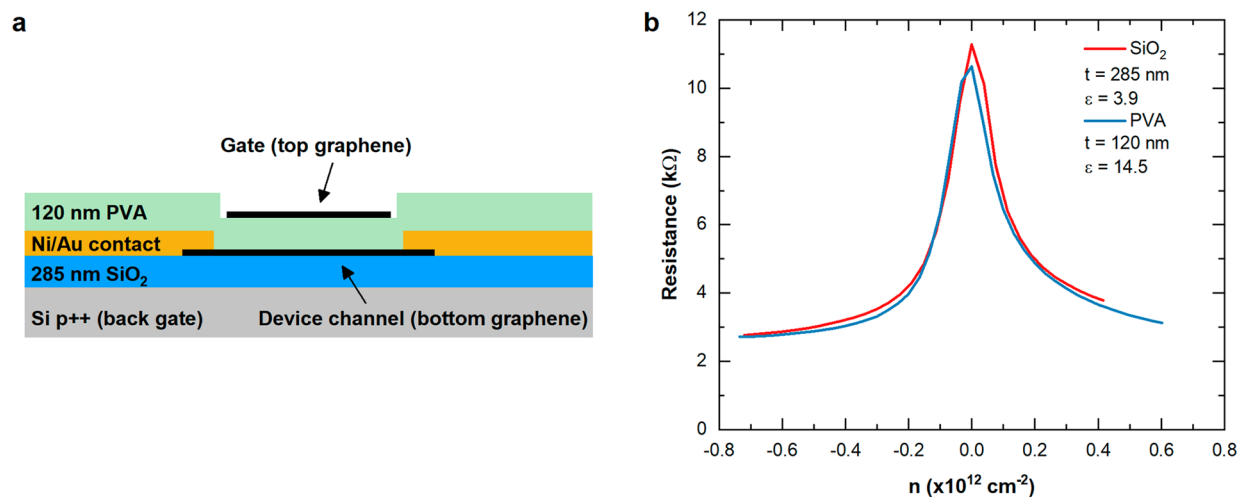 a
Gate (top graphene)
120 nm PVA
Ni/Au contact
285 nm SiO₂
Si p++ (back gate)
Device channel (bottom graphene)
b
12
10
8
6
4
2
0
Resistance (kΩ)
SiO₂
t = 285 nm
ε = 3.9
PVA
t = 120 nm
ε = 14.5
-0.8 -0.6 -0.4 -0.2 0.0 0.2 0.4 0.6 0.8
n (x10¹² cm⁻²)